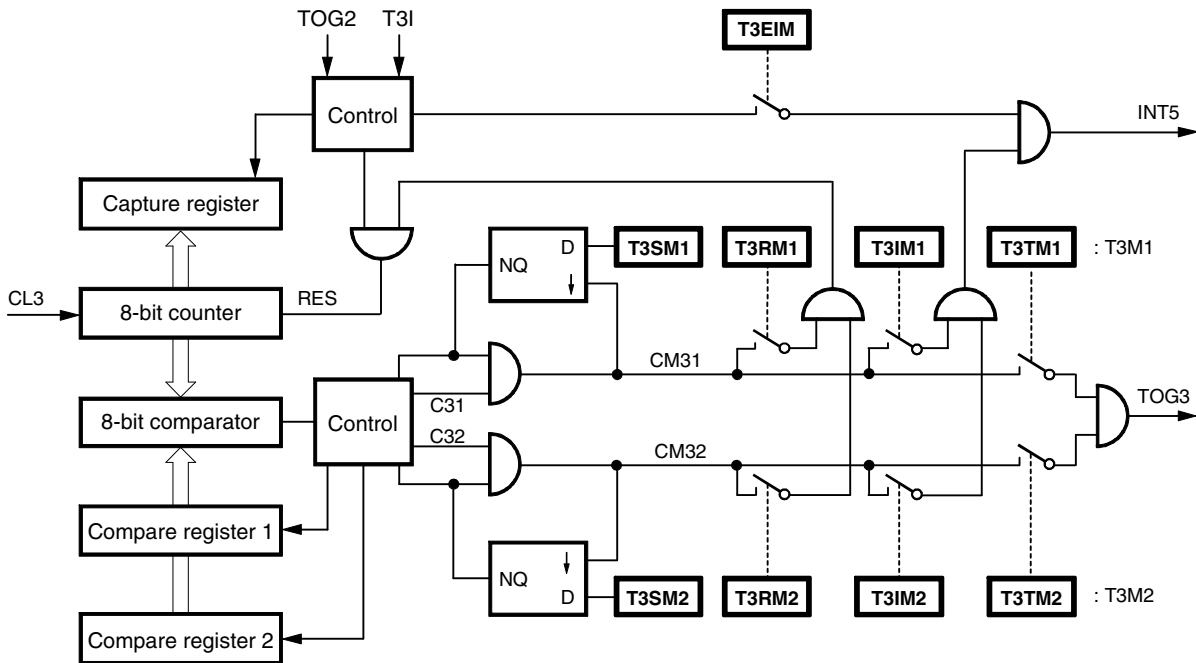 TOG2 T3I
T3EIM
Control
INT5
Capture register
D T3SM1 T3RM1 T3IM1 T3TM1 : T3M1
NQ
CL3 8-bit counter RES
CM31
8-bit comparator Control C31
C32
TOG3
CM32
Compare register 1
NQ
D T3SM2 T3RM2 T3IM2 T3TM2 : T3M2
Compare register 2